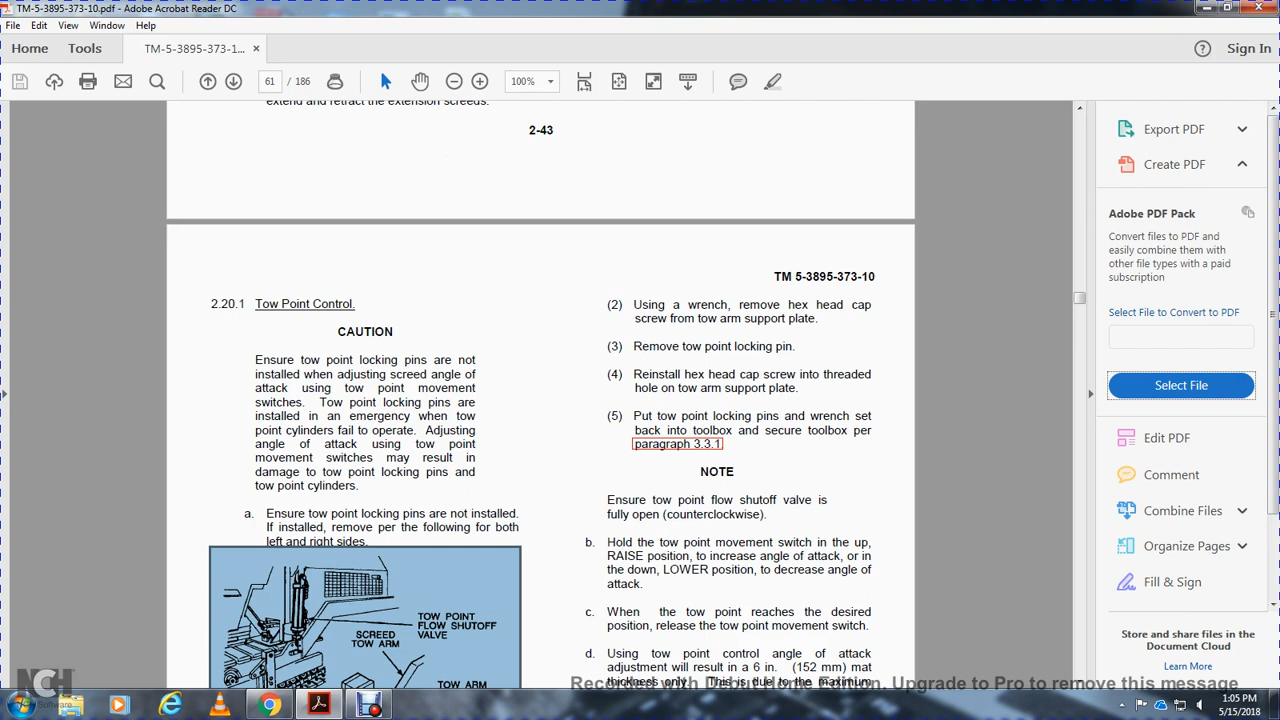 TM-5-3895-373-10.pdf - Adobe Acrobat Reader DC
File Edit View Window Help
Home Tools TM-5-3895-373-1... × Sign In
61 / 186 100%
extend and retract the extension screeds.
2-43
TM 5-3895-373-10
2.20.1 Tow Point Control.
CAUTION
Ensure tow point locking pins are not
installed when adjusting screed angle of
attack using tow point movement
switches. Tow point locking pins are
installed in an emergency when tow
point cylinders fail to operate. Adjusting
angle of attack using tow point
movement switches may result in
damage to tow point locking pins and
tow point cylinders.
a. Ensure tow point locking pins are not installed.
If installed, remove per the following for both
left and right sides.
TOW POINT
FLOW SHUTOFF
VALVE
SCREED
TOW ARM
TOW ARM
(2) Using a wrench, remove hex head cap
screw from tow arm support plate.
(3) Remove tow point locking pin.
(4) Reinstall hex head cap screw into threaded
hole on tow arm support plate.
(5) Put tow point locking pins and wrench set
back into toolbox and secure toolbox per
paragraph 3.3.1
NOTE
Ensure tow point flow shutoff valve is
fully open (counterclockwise).
b. Hold the tow point movement switch in the up,
RAISE position, to increase angle of attack, or in
the down, LOWER position, to decrease angle of
attack.
c. When the tow point reaches the desired
position, release the tow point movement switch.
d. Using tow point control angle of attack
adjustment will result in a 6 in. (152 mm) mat
thickness only. This is due to the maximum
Export PDF
Create PDF
Adobe PDF Pack
Convert files to PDF and
easily combine them with
other file types with a paid
subscription
Select File to Convert to PDF
Select File
Edit PDF
Comment
Combine Files
Organize Pages
Fill & Sign
Store and share files in the
Document Cloud
Learn More
NCH
Software
Upgrade to Pro to remove this message
1:05 PM
5/15/2018